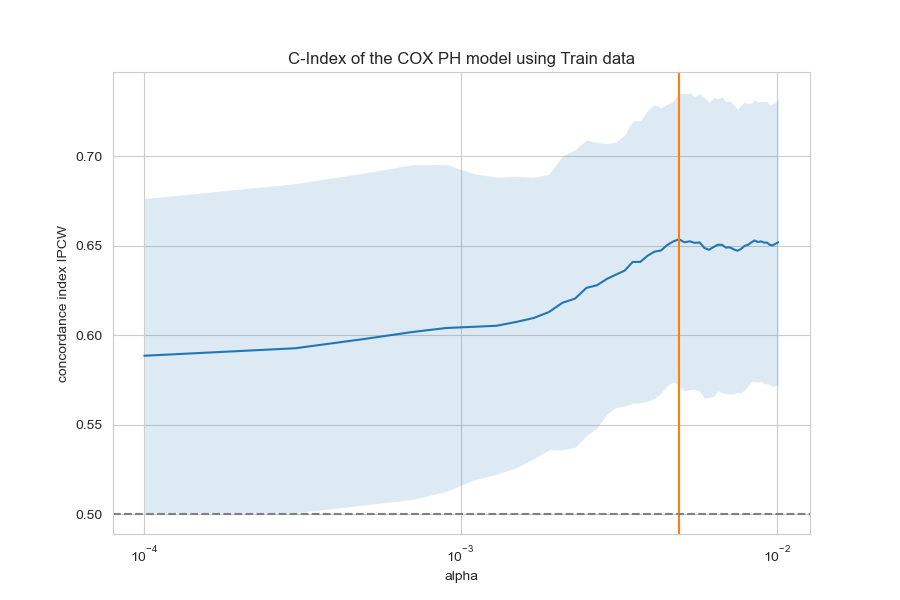 C-Index of the COX PH model using Train data
concordance index IPCW
0.70
0.65
0.60
0.55
0.50
10⁻⁴ 10⁻³ 10⁻²
alpha